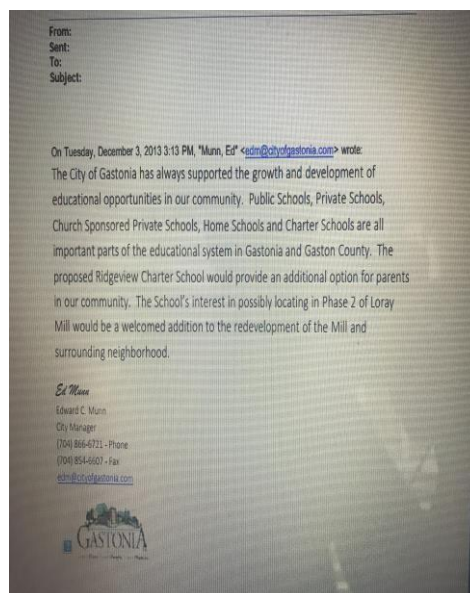 From:
Sent:
To:
Subject:
On Tuesday, December 3, 2013 3:13 PM, "Munn, Ed" <edm@cityofgastonia.com> wrote:
The City of Gastonia has always supported the growth and development of
educational opportunities in our community. Public Schools, Private Schools,
Church Sponsored Private Schools, Home Schools and Charter Schools are all
important parts of the educational system in Gastonia and Gaston County. The
proposed Ridgeview Charter School would provide an additional option for parents
in our community. The School's interest in possibly locating in Phase 2 of Loray
Mill would be a welcomed addition to the redevelopment of the Mill and
surrounding neighborhood.
Ed Munn
Edward C. Munn
City Manager
(704) 866-6721 - Phone
(704) 854-6607 - Fax
edm@cityofgastonia.com
GASTONIA